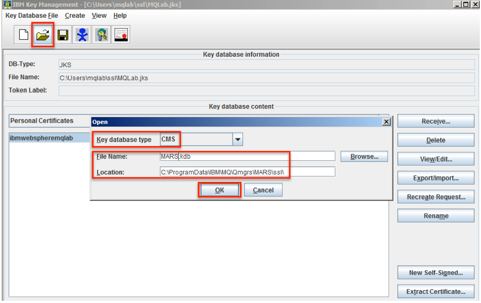 IBM Key Management - [C:\Users\mqlab\ssl\MQLab.jks]
Key Database File Create View Help
Key database information
DB-Type: JKS
File Name: C:\Users\mqlab\ssl\MQLab.jks
Token Label:
Key database content
Personal Certificates
ibmwebspheremqlab
Open
Key database type CMS
File Name: MARS.kdb
Browse...
Location: C:\ProgramData\IBM\MQ\Qmgrs\MARS\ssl\
OK Cancel
Receive...
Delete
View/Edit...
Export/Import...
Recreate Request...
Rename
New Self-Signed...
Extract Certificate...